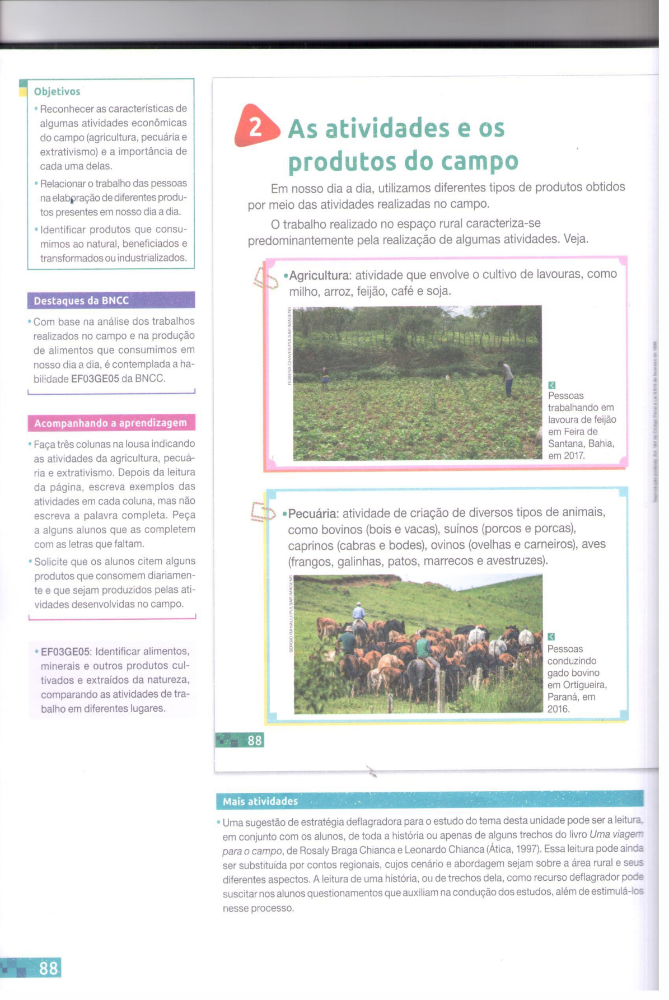 Objetivos
• Reconhecer as características de
algumas atividades econômicas
do campo (agricultura, pecuária e
extrativismo) e a importância de
cada uma delas.
• Relacionar o trabalho das pessoas
na elaboração de diferentes produ-
tos presentes em nosso dia a dia.
• Identificar produtos que consu-
mimos ao natural, beneficiados e
transformados ou industrializados.
Destaques da BNCC
• Com base na análise dos trabalhos
realizados no campo e na produção
de alimentos que consumimos em
nosso dia a dia, é contemplada a ha-
bilidade EF03GE05 da BNCC.
Acompanhando a aprendizagem
• Faça três colunas na lousa indicando
as atividades da agricultura, pecuá-
ria e extrativismo. Depois da leitura
da página, escreva exemplos das
atividades em cada coluna, mas não
escreva a palavra completa. Peça
a alguns alunos que as completem
com as letras que faltam.
• Solicite que os alunos citem alguns
produtos que consomem diariamen-
te e que sejam produzidos pelas ati-
vidades desenvolvidas no campo.
• EF03GE05: Identificar alimentos,
minerais e outros produtos cul-
tivados e extraídos da natureza,
comparando as atividades de tra-
balho em diferentes lugares.
2 As atividades e os
produtos do campo
Em nosso dia a dia, utilizamos diferentes tipos de produtos obtidos
por meio das atividades realizadas no campo.
O trabalho realizado no espaço rural caracteriza-se
predominantemente pela realização de algumas atividades. Veja.
• Agricultura: atividade que envolve o cultivo de lavouras, como
milho, arroz, feijão, café e soja.
RUBENS CHAVES/PULSAR IMAGENS
Pessoas
trabalhando em
lavoura de feijão
em Feira de
Santana, Bahia,
em 2017.
• Pecuária: atividade de criação de diversos tipos de animais,
como bovinos (bois e vacas), suínos (porcos e porcas),
caprinos (cabras e bodes), ovinos (ovelhas e carneiros), aves
(frangos, galinhas, patos, marrecos e avestruzes).
SERGIO RANALLI/PULSAR IMAGENS
Pessoas
conduzindo
gado bovino
em Ortigueira,
Paraná, em
2016.
Reprodução proibida. Art. 184 do Código Penal e Lei 9.610 de fevereiro de 1998.
88
Mais atividades
• Uma sugestão de estratégia deflagradora para o estudo do tema desta unidade pode ser a leitura,
em conjunto com os alunos, de toda a história ou apenas de alguns trechos do livro Uma viagem
para o campo, de Rosaly Braga Chianca e Leonardo Chianca (Ática, 1997). Essa leitura pode ainda
ser substituída por contos regionais, cujos cenário e abordagem sejam sobre a área rural e seus
diferentes aspectos. A leitura de uma história, ou de trechos dela, como recurso deflagrador pode
suscitar nos alunos questionamentos que auxiliam na condução dos estudos, além de estimulá-los
nesse processo.
88